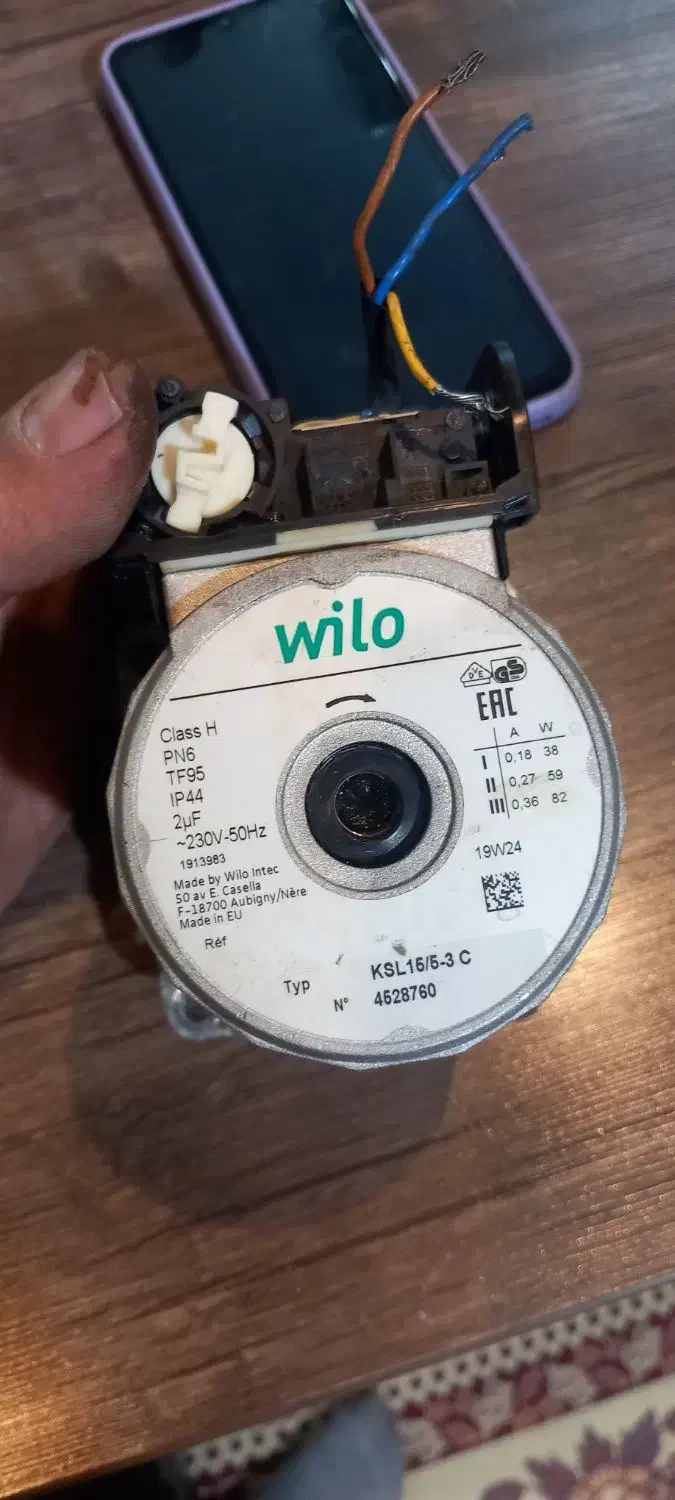 wilo
Class H
PN6
TF95
IP44
2µF
~230V-50Hz
1913983
Made by Wilo Intec
50 av E. Casella
F-18700 Aubigny/Nère
Made in EU
Réf
DVE GS
EAC
A W
I 0,18 38
II 0,27 59
III 0,36 82
19W24
Typ KSL15/5-3 C
N° 4528760